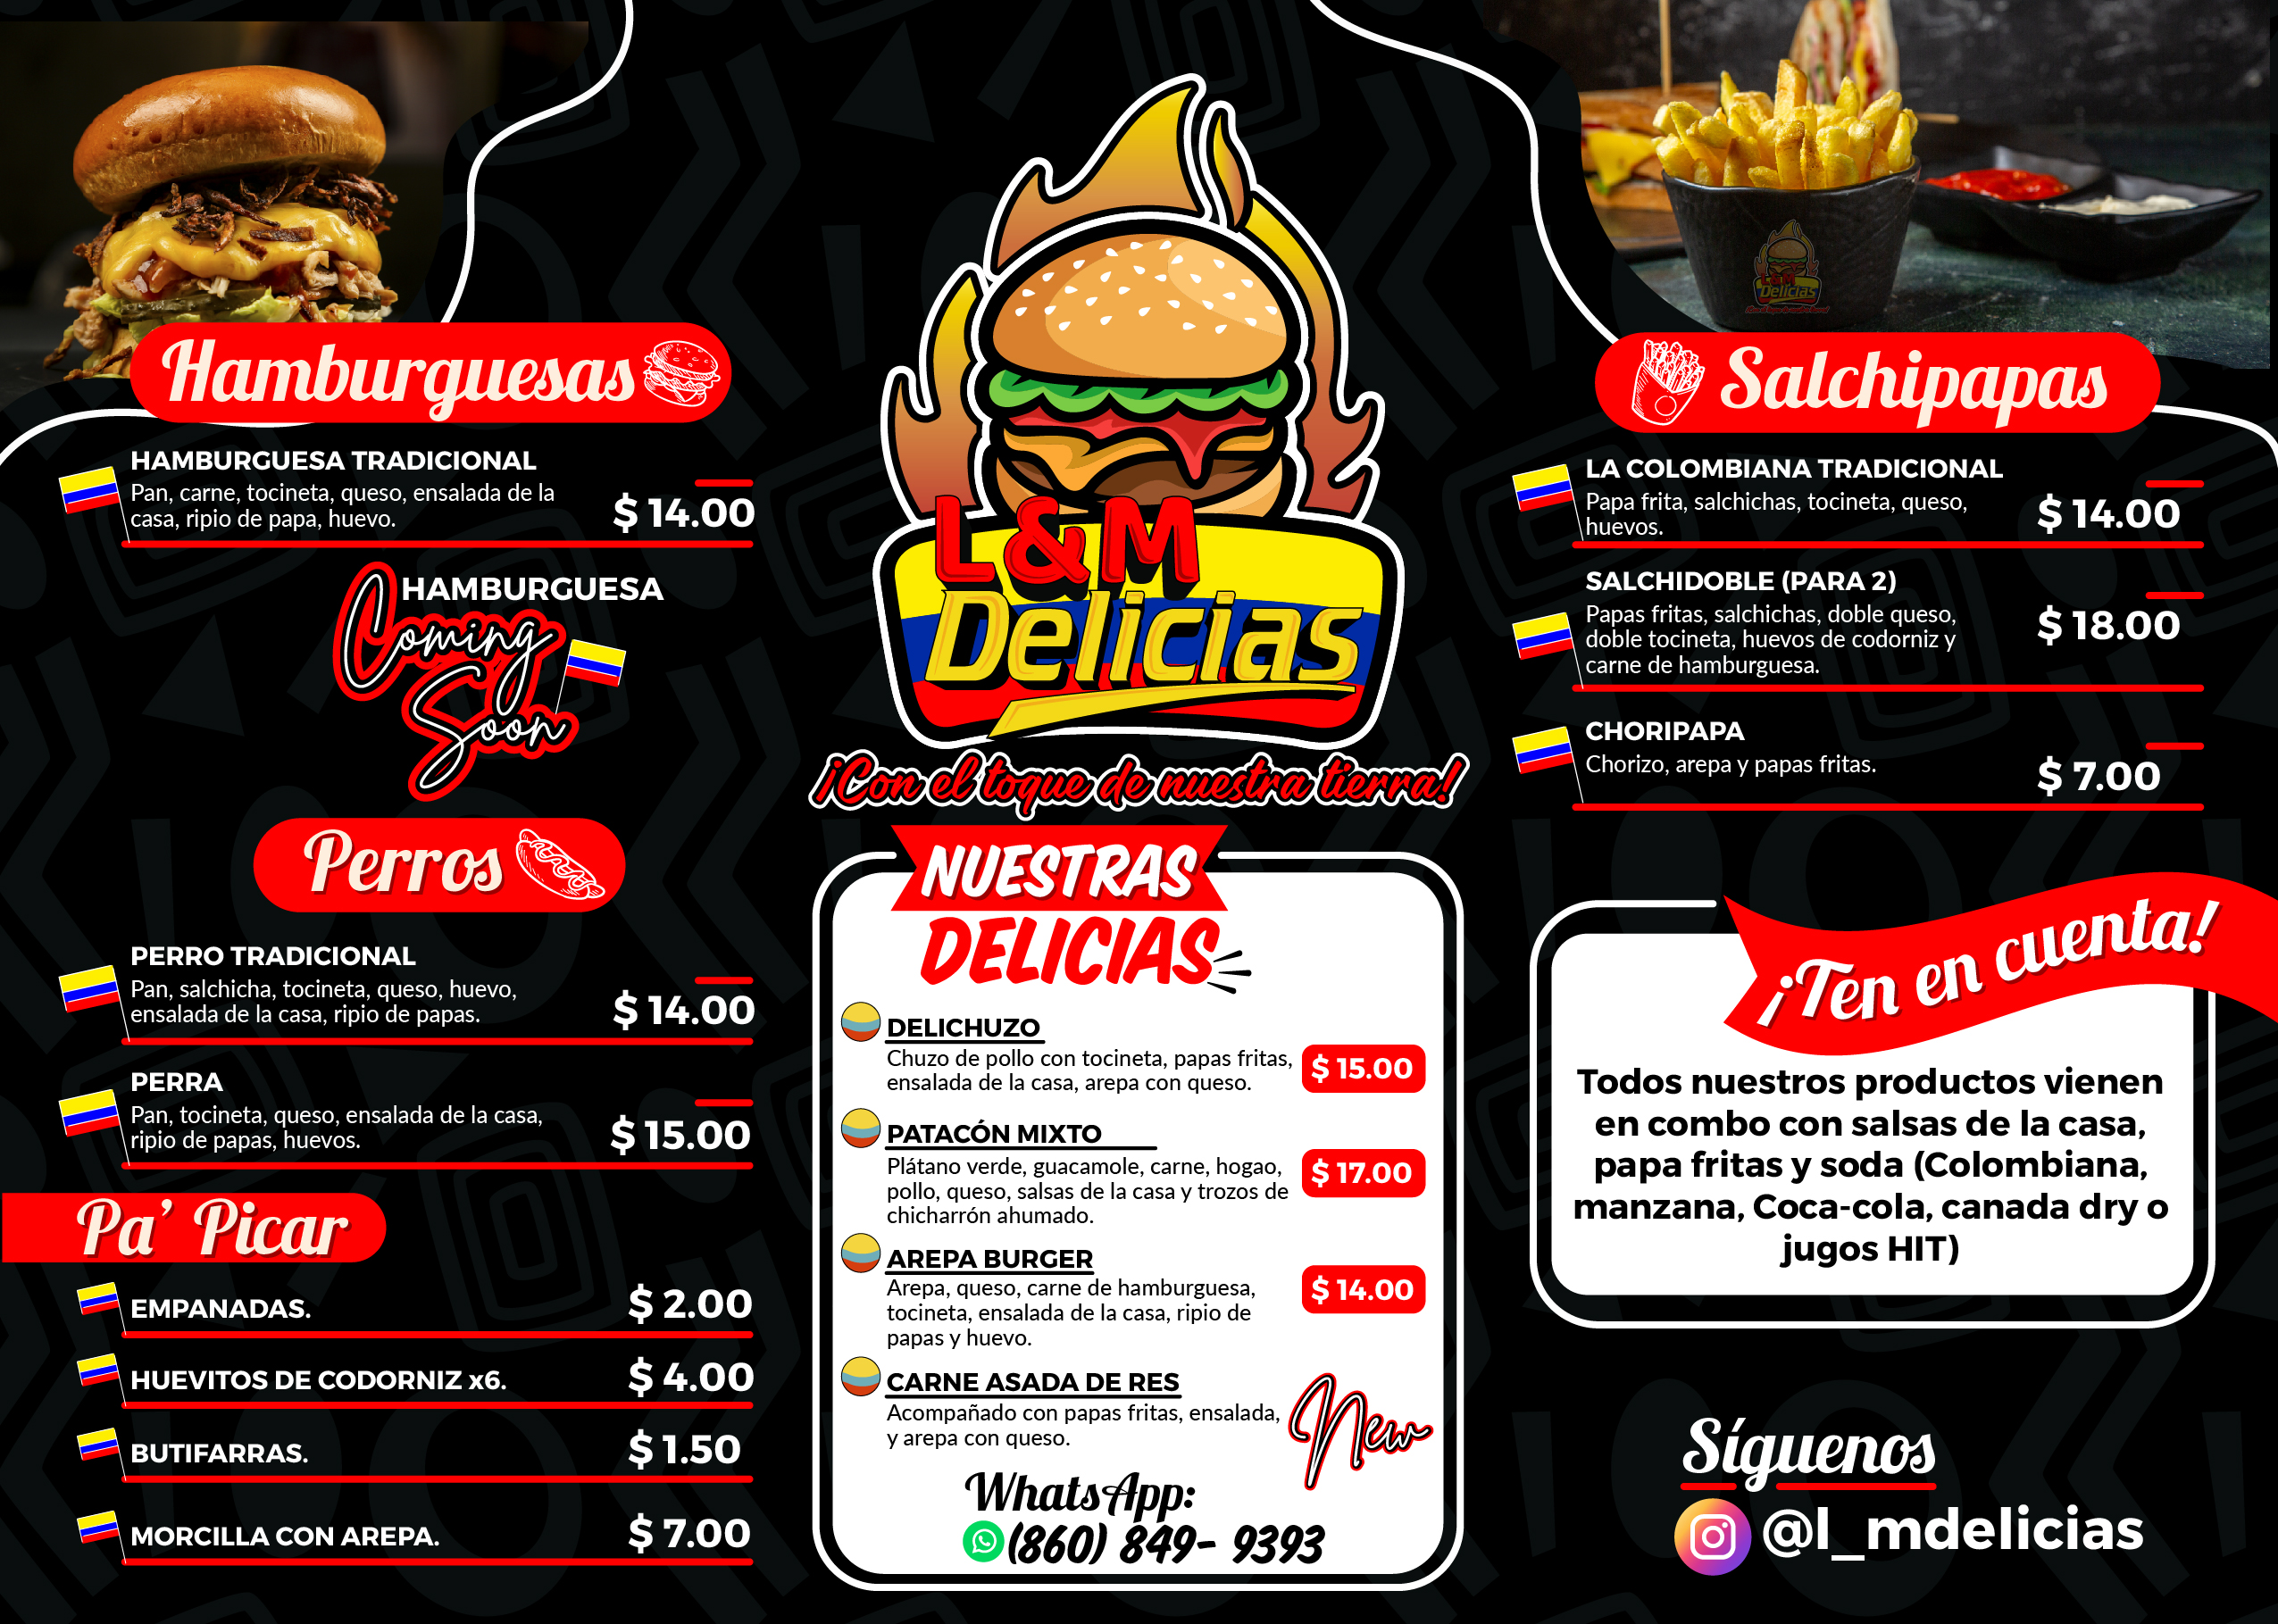 Hamburguesas
HAMBURGUESA TRADICIONAL
Pan, carne, tocineta, queso, ensalada de la
casa, ripio de papa, huevo.
$ 14.00
HAMBURGUESA
Coming
Soon
Perros
PERRO TRADICIONAL
Pan, salchicha, tocineta, queso, huevo,
ensalada de la casa, ripio de papas.
$ 14.00
PERRA
Pan, tocineta, queso, ensalada de la casa,
ripio de papas, huevos.
$ 15.00
Pa' Picar
EMPANADAS.
$ 2.00
HUEVITOS DE CODORNIZ x6.
$ 4.00
BUTIFARRAS.
$ 1.50
MORCILLA CON AREPA.
$ 7.00
L&M
Delicias
¡Con el toque de nuestra tierra!
NUESTRAS
DELICIAS
DELICHUZO
Chuzo de pollo con tocineta, papas fritas,
ensalada de la casa, arepa con queso.
$ 15.00
PATACÓN MIXTO
Plátano verde, guacamole, carne, hogao,
pollo, queso, salsas de la casa y trozos de
chicharrón ahumado.
$ 17.00
AREPA BURGER
Arepa, queso, carne de hamburguesa,
tocineta, ensalada de la casa, ripio de
papas y huevo.
$ 14.00
CARNE ASADA DE RES
Acompañado con papas fritas, ensalada,
y arepa con queso.
New
WhatsApp:
(860) 849- 9393
L&M
Delicias
Salchipapas
LA COLOMBIANA TRADICIONAL
Papa frita, salchichas, tocineta, queso,
huevos.
$ 14.00
SALCHIDOBLE (PARA 2)
Papas fritas, salchichas, doble queso,
doble tocineta, huevos de codorniz y
carne de hamburguesa.
$ 18.00
CHORIPAPA
Chorizo, arepa y papas fritas.
$ 7.00
¡Ten en cuenta!
Todos nuestros productos vienen
en combo con salsas de la casa,
papa fritas y soda (Colombiana,
manzana, Coca-cola, canada dry o
jugos HIT)
Síguenos
@l_mdelicias